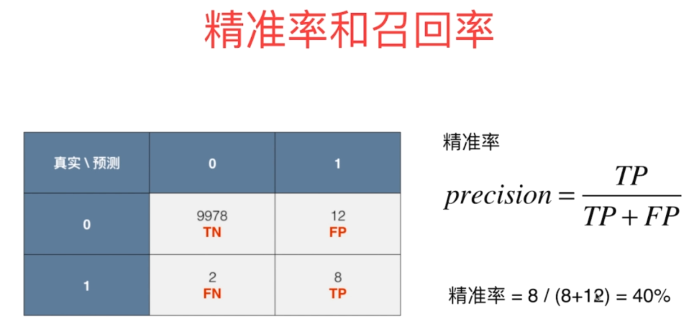 精准率和召回率
真实 \ 预测 0 1
0 9978 12
TN FP
1 2 8
FN TP
精准率
precision = TP / (TP + FP)
精准率 = 8 / (8+12) = 40%